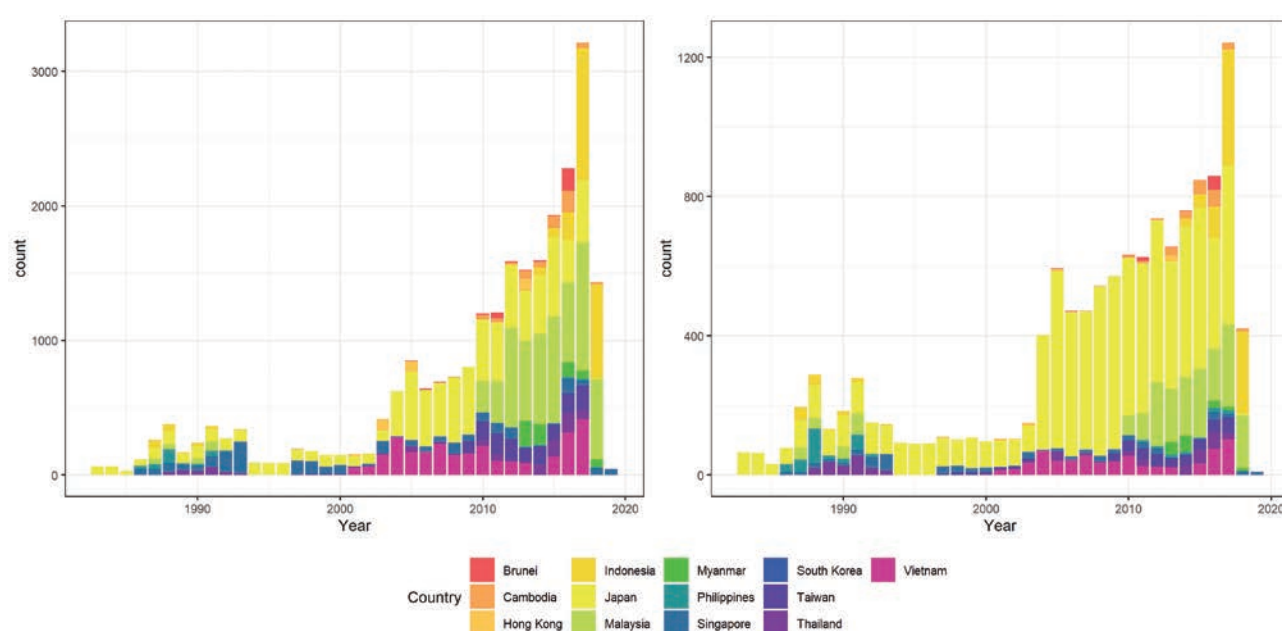 3000
2000
1000
0
count
1990
2000
2010
2020
Year
1200
800
400
0
count
1990
2000
2010
2020
Year
Country
Brunei
Indonesia
Mymar
South Korea
Vietnam
Cambodia
Japan
Philippines
Taiwan
Hong Kong
Malaysia
Singapore
Thailand